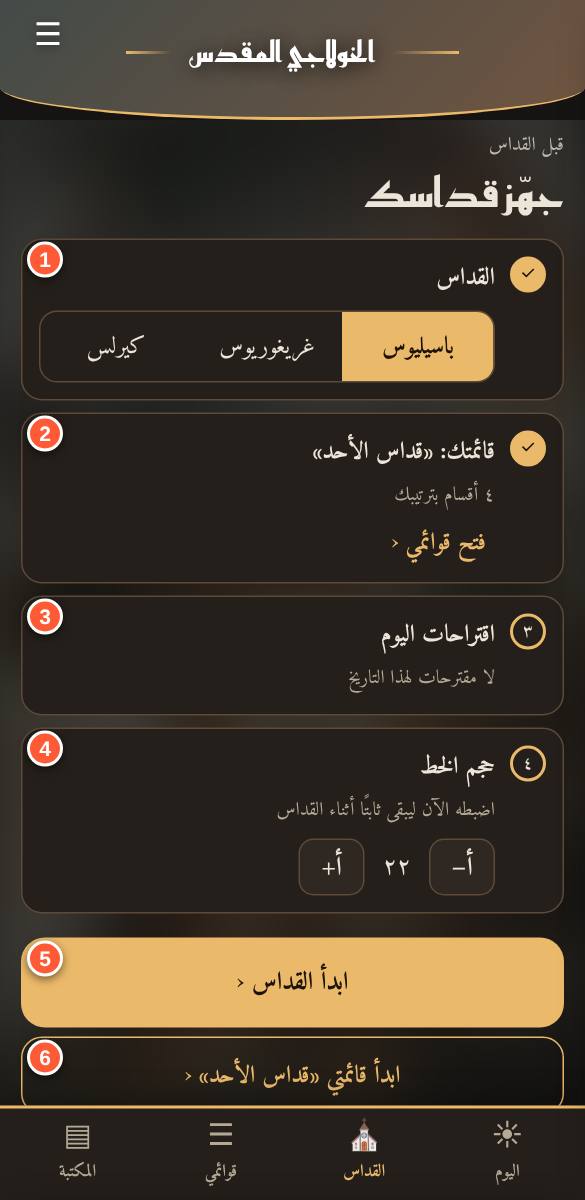 ☰
الخولاجي المقدس
قبل القداس
جهّز قداسك
1
القداس
باسيليوس غريغوريوس كيرلس
2
قائمتك: «قداس الأحد»
٤ أقسام بترتيبك
فتح قوائمي ‹
3
٣ اقتراحات اليوم
لا مقترحات لهذا التاريخ
4
٤ حجم الخط
اضبطه الآن ليبقى ثابتًا أثناء القداس
أ− ٢٢ أ+
5
ابدأ القداس ‹
6
ابدأ قائمتي «قداس الأحد» ‹
اليوم القداس قوائمي المكتبة